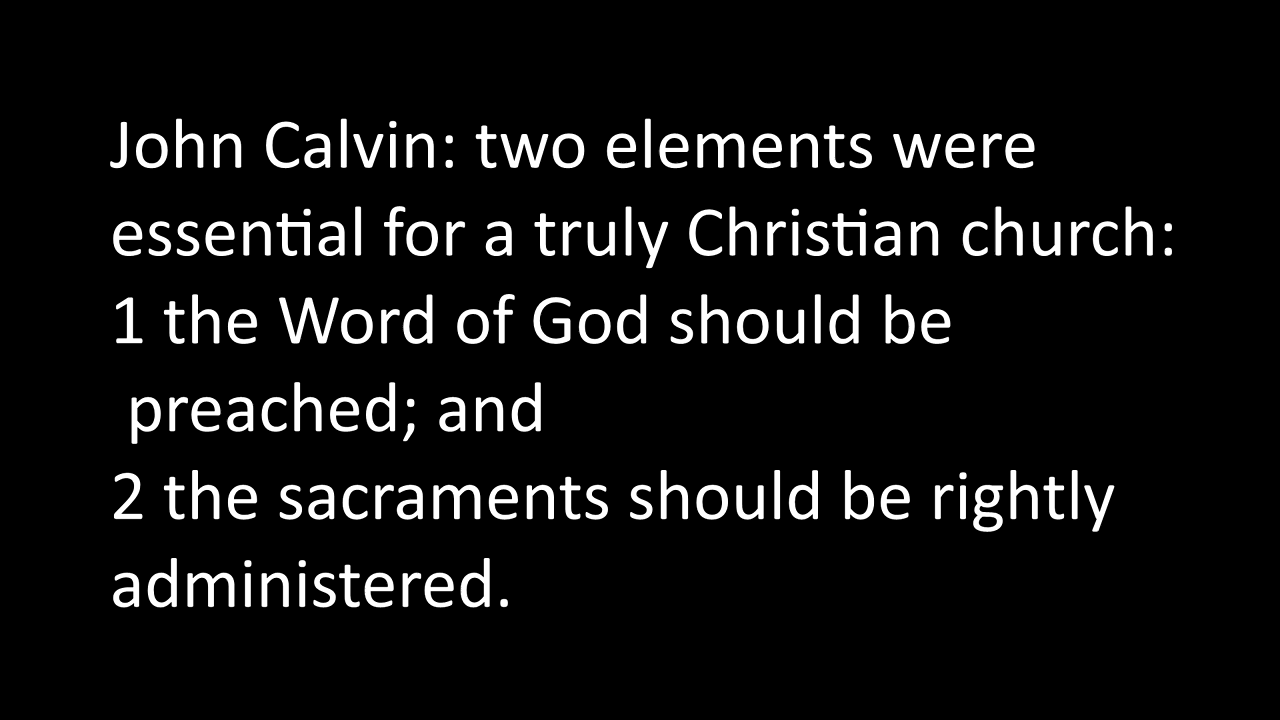 John Calvin: two elements were
essential for a truly Christian church:
1 the Word of God should be
preached; and
2 the sacraments should be rightly
administered.